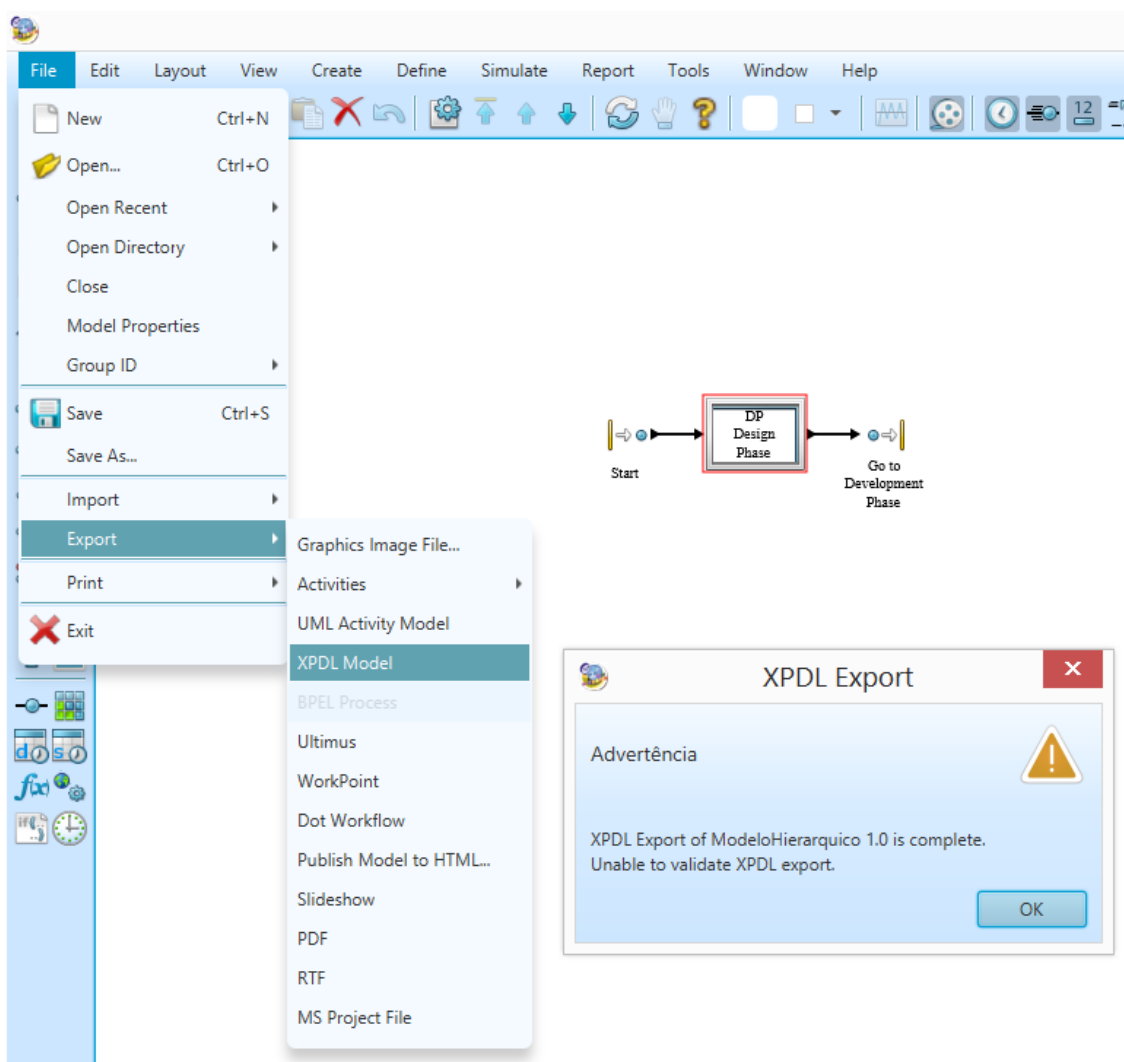 File Edit Layout View Create Define Simulate Report Tools Window Help
New Ctrl+N
Open... Ctrl+O
Open Recent
Open Directory
Close
Model Properties
Group ID
Save Ctrl+S
Save As...
Import
Export
Print
Exit
Graphics Image File...
Activities
UML Activity Model
XPDL Model
BPEL Process
Ultimus
WorkPoint
Dot Workflow
Publish Model to HTML...
Slideshow
PDF
RTF
MS Project File
12
Start
DP
Design
Phase
Go to
Development
Phase
XPDL Export
Advertência
XPDL Export of ModeloHierarquico 1.0 is complete.
Unable to validate XPDL export.
OK
d s
f(x)
if(